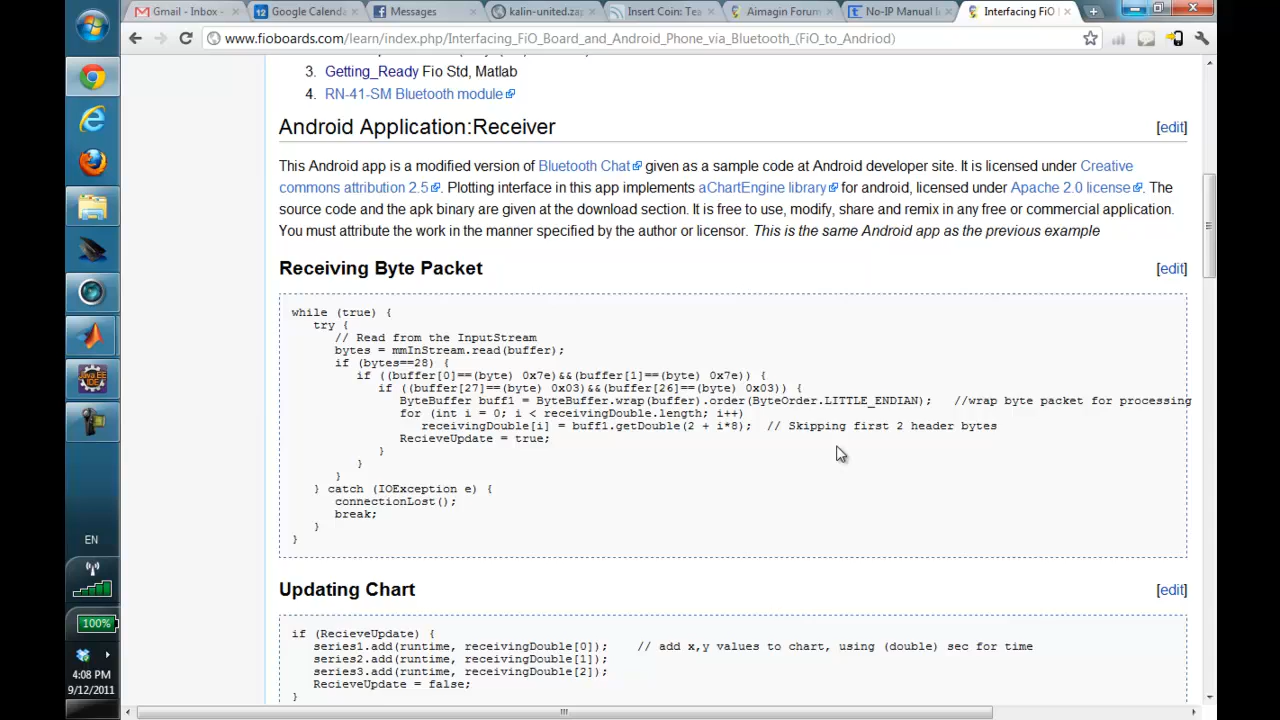 Gmail - Inbox -
Google Calenda
Messages
kalin-united.zap
Insert Coin: Tea
Aimagin Forum
No-IP Manual I
Interfacing FiO
www.fioboards.com/learn/index.php/Interfacing_FiO_Board_and_Android_Phone_via_Bluetooth_(FiO_to_Andriod)
3. Getting_Ready Fio Std, Matlab
4. RN-41-SM Bluetooth module
Android Application:Receiver
[edit]
This Android app is a modified version of Bluetooth Chat given as a sample code at Android developer site. It is licensed under Creative
commons attribution 2.5 . Plotting interface in this app implements aChartEngine library for android, licensed under Apache 2.0 license . The
source code and the apk binary are given at the download section. It is free to use, modify, share and remix in any free or commercial application.
You must attribute the work in the manner specified by the author or licensor. This is the same Android app as the previous example
Receiving Byte Packet
[edit]
while (true) {
try {
// Read from the InputStream
bytes = mmInStream.read(buffer);
if (bytes==28) {
if ((buffer[0]==(byte) 0x7e)&&(buffer[1]==(byte) 0x7e)) {
if ((buffer[27]==(byte) 0x03)&&(buffer[26]==(byte) 0x03)) {
ByteBuffer buff1 = ByteBuffer.wrap(buffer).order(ByteOrder.LITTLE_ENDIAN); //wrap byte packet for processing
for (int i = 0; i < receivingDouble.length; i++)
receivingDouble[i] = buff1.getDouble(2 + i*8); // Skipping first 2 header bytes
RecieveUpdate = true;
}
}
}
} catch (IOException e) {
connectionLost();
break;
}
}
Updating Chart
[edit]
if (RecieveUpdate) {
series1.add(runtime, receivingDouble[0]); // add x,y values to chart, using (double) sec for time
series2.add(runtime, receivingDouble[1]);
series3.add(runtime, receivingDouble[2]);
RecieveUpdate = false;
}
Java EE
IDE
EN
100%
4:08 PM
9/12/2011